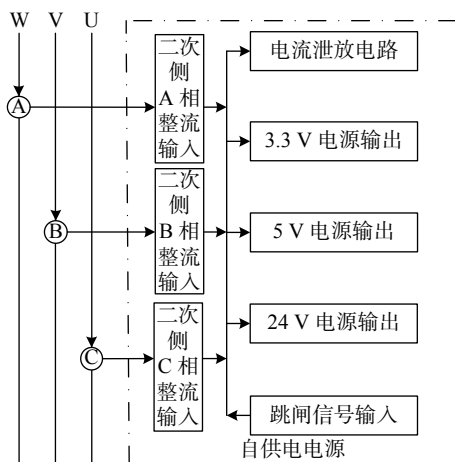 W V U
A
二次
侧
A 相
整流
输入
B
二次
侧
B 相
整流
输入
C
二次
侧
C 相
整流
输入
电流泄放电路
3.3 V 电源输出
5 V 电源输出
24 V 电源输出
跳闸信号输入
自供电电源